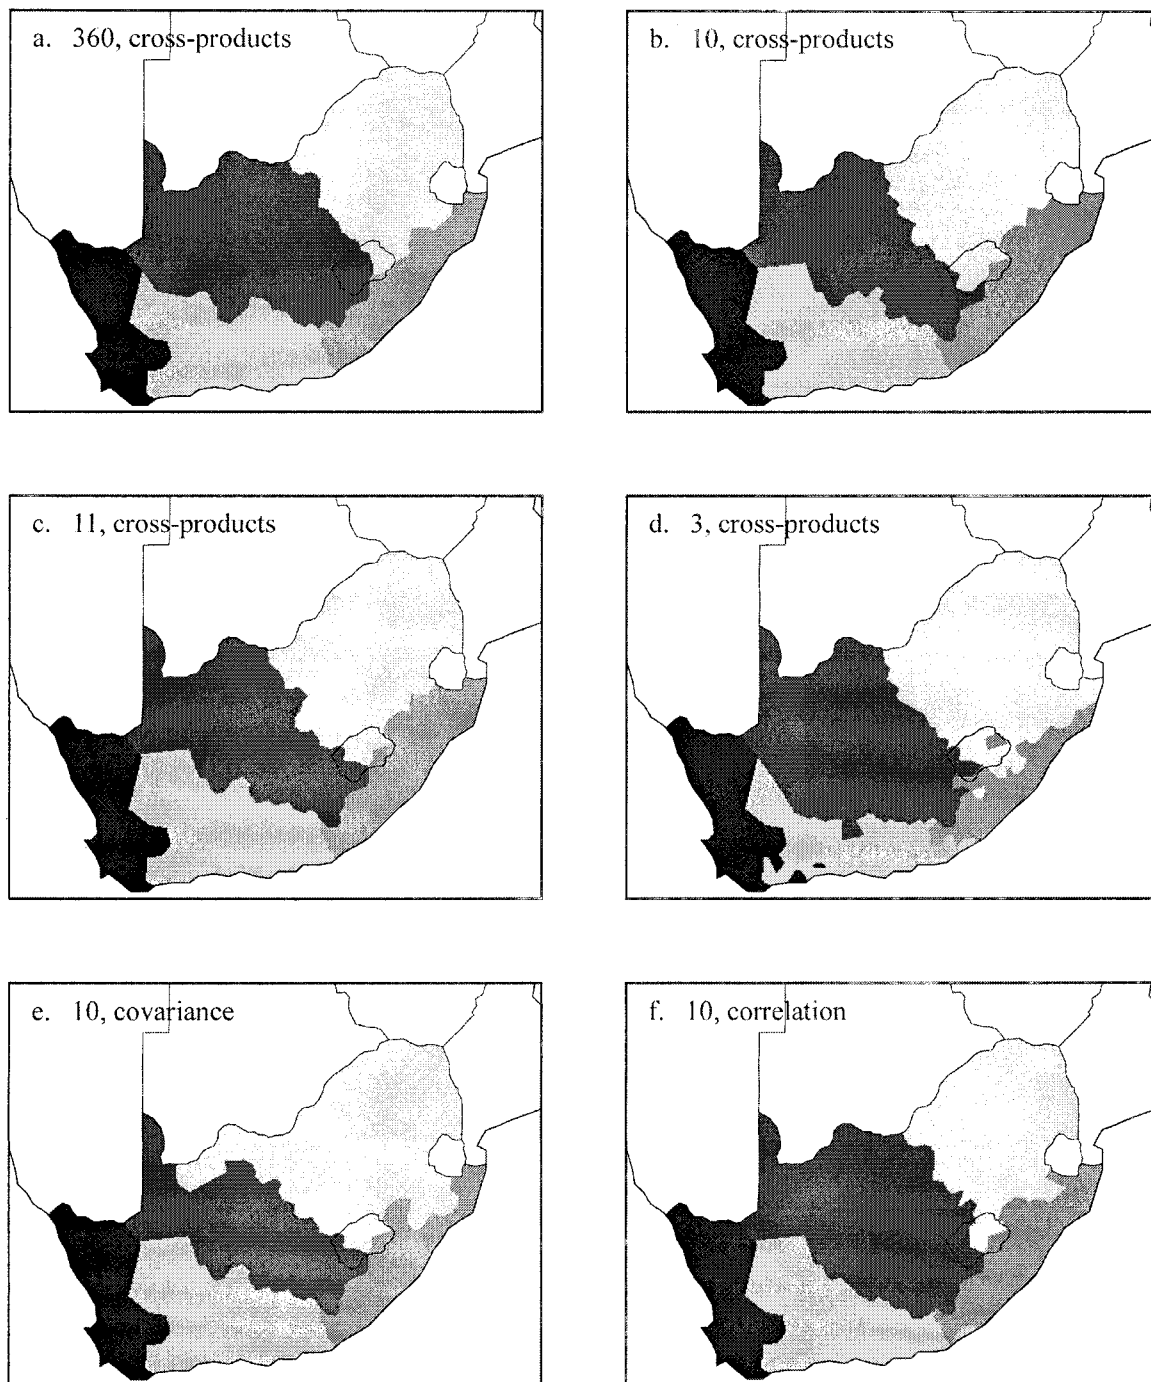 a. 360, cross-products
b. 10, cross-products
c. 11, cross-products
d. 3, cross-products
e. 10, covariance
f. 10, correlation